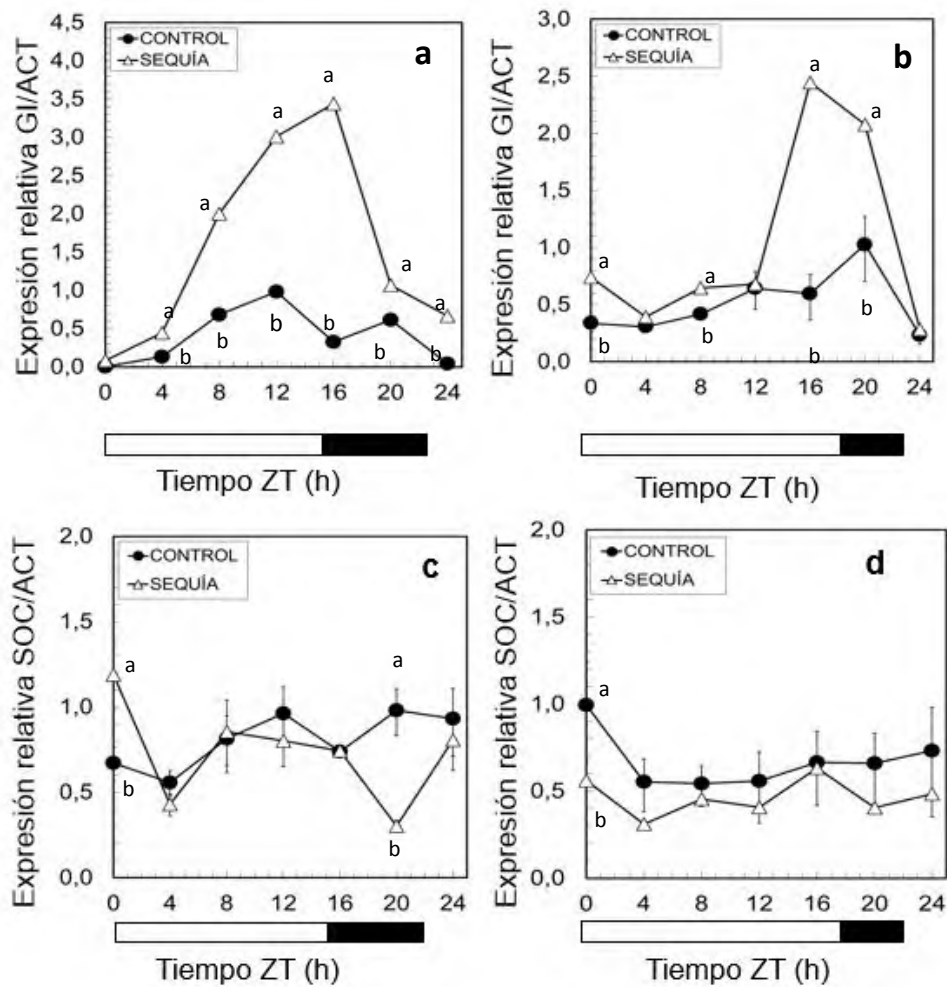 CONTROL
SEQUÍA
a
Expresión relativa GI/ACT
4,5
4,0
3,5
3,0
2,5
2,0
1,5
1,0
0,5
0,0
a
a
a
a
a
a
b
b
b
b
b
b
0 4 8 12 16 20 24
Tiempo ZT (h)
CONTROL
SEQUÍA
b
Expresión relativa GI/ACT
3,0
2,5
2,0
1,5
1,0
0,5
0,0
a
a
a
a
b
b
b
b
0 4 8 12 16 20 24
Tiempo ZT (h)
CONTROL
SEQUÍA
c
Expresión relativa SOC/ACT
2,0
1,5
1,0
0,5
0,0
a
a
b
b
0 4 8 12 16 20 24
Tiempo ZT (h)
CONTROL
SEQUÍA
d
Expresión relativa SOC/ACT
2,0
1,5
1,0
0,5
0,0
a
b
0 4 8 12 16 20 24
Tiempo ZT (h)